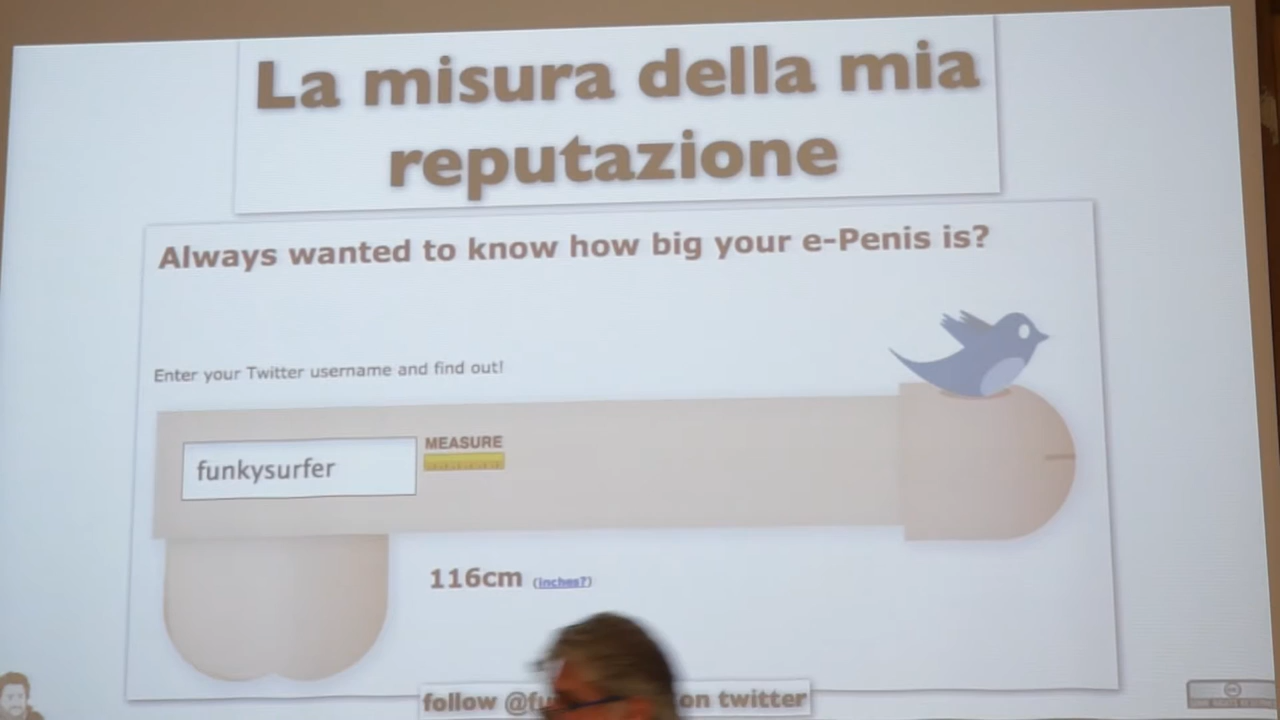 La misura della mia
reputazione
Always wanted to know how big your e-Penis is?
Enter your Twitter username and find out!
MEASURE
funkysurfer
116cm (inches?)
follow @fu on twitter